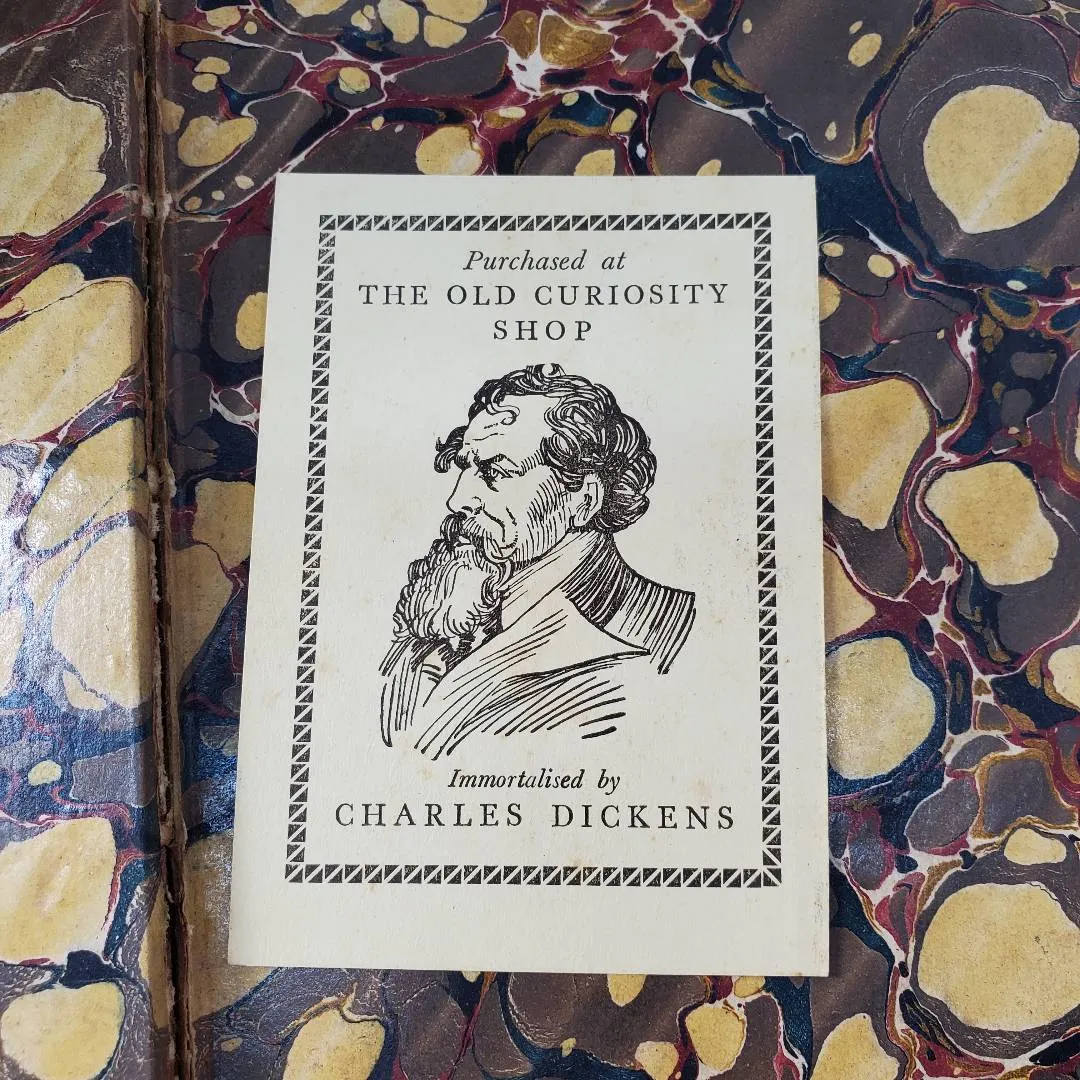 Purchased at
THE OLD CURIOSITY
SHOP
Immortalised by
CHARLES DICKENS